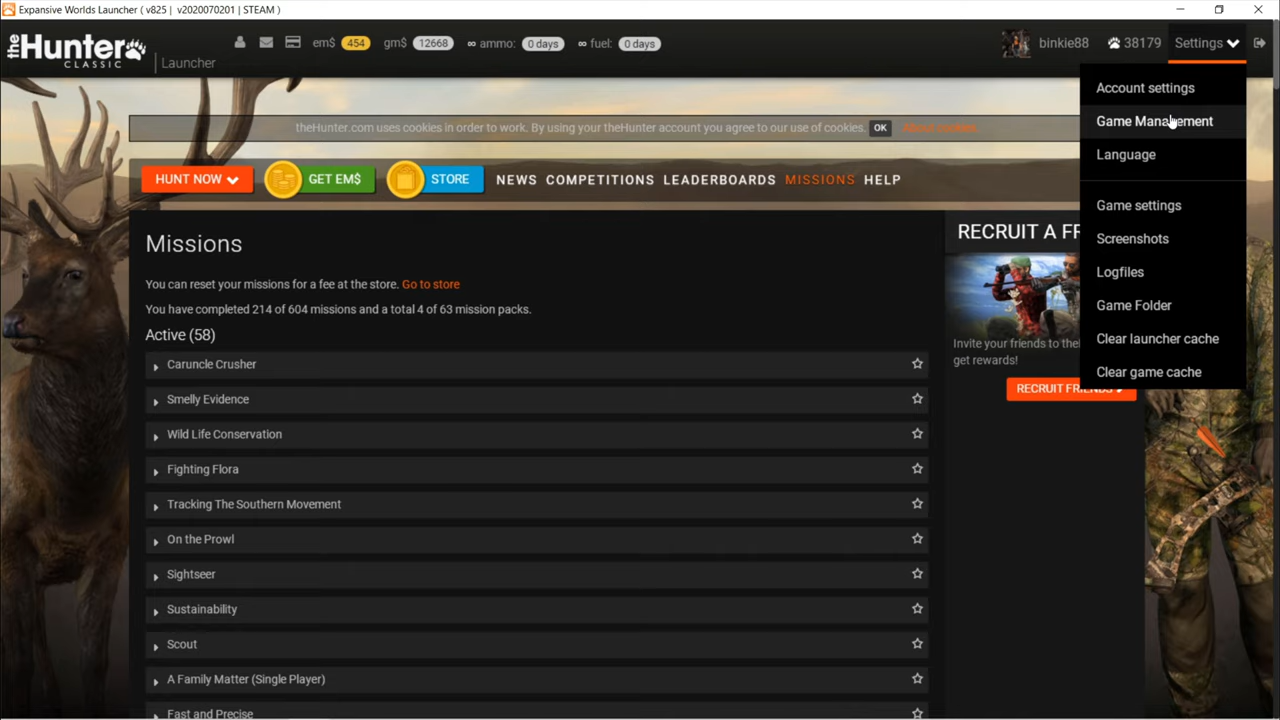 Expansive Worlds Launcher ( v825 | v2020070201 | STEAM )
theHunter CLASSIC Launcher em$ 454 gm$ 12668 ∞ ammo: 0 days ∞ fuel: 0 days binkie88 38179 Settings
Account settings
Game Management
Language
Game settings
Screenshots
Logfiles
Game Folder
Clear launcher cache
Clear game cache
theHunter.com uses cookies in order to work. By using your theHunter account you agree to our use of cookies. OK About cookies
HUNT NOW GET EM$ STORE NEWS COMPETITIONS LEADERBOARDS MISSIONS HELP
Missions
You can reset your missions for a fee at the store. Go to store
You have completed 214 of 604 missions and a total 4 of 63 mission packs.
Active (58)
Caruncle Crusher
Smelly Evidence
Wild Life Conservation
Fighting Flora
Tracking The Southern Movement
On the Prowl
Sightseer
Sustainability
Scout
A Family Matter (Single Player)
Fast and Precise
RECRUIT A F
Invite your friends to the
get rewards!
RECRUIT FRIENDS